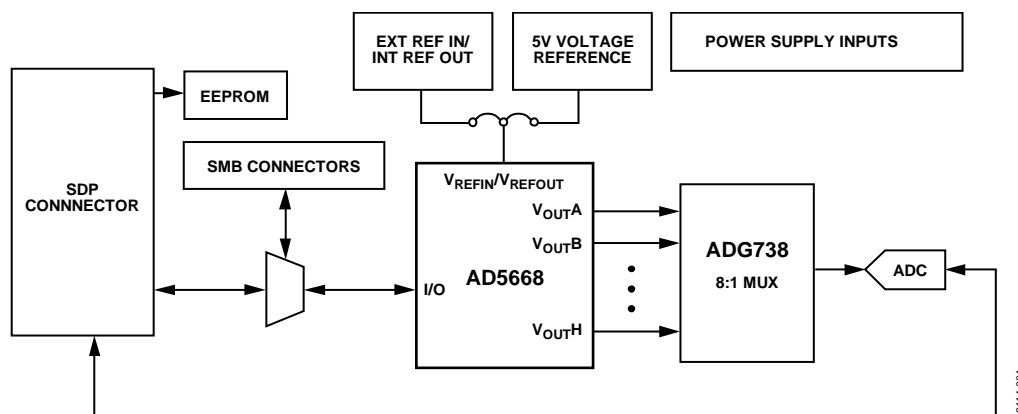 EXT REF IN/
INT REF OUT
5V VOLTAGE
REFERENCE
POWER SUPPLY INPUTS
EEPROM
SMB CONNECTORS
SDP
CONNNECTOR
VREFIN/VREFOUT
VOUTA
VOUTB
AD5668
I/O
VOUTH
ADG738
8:1 MUX
ADC